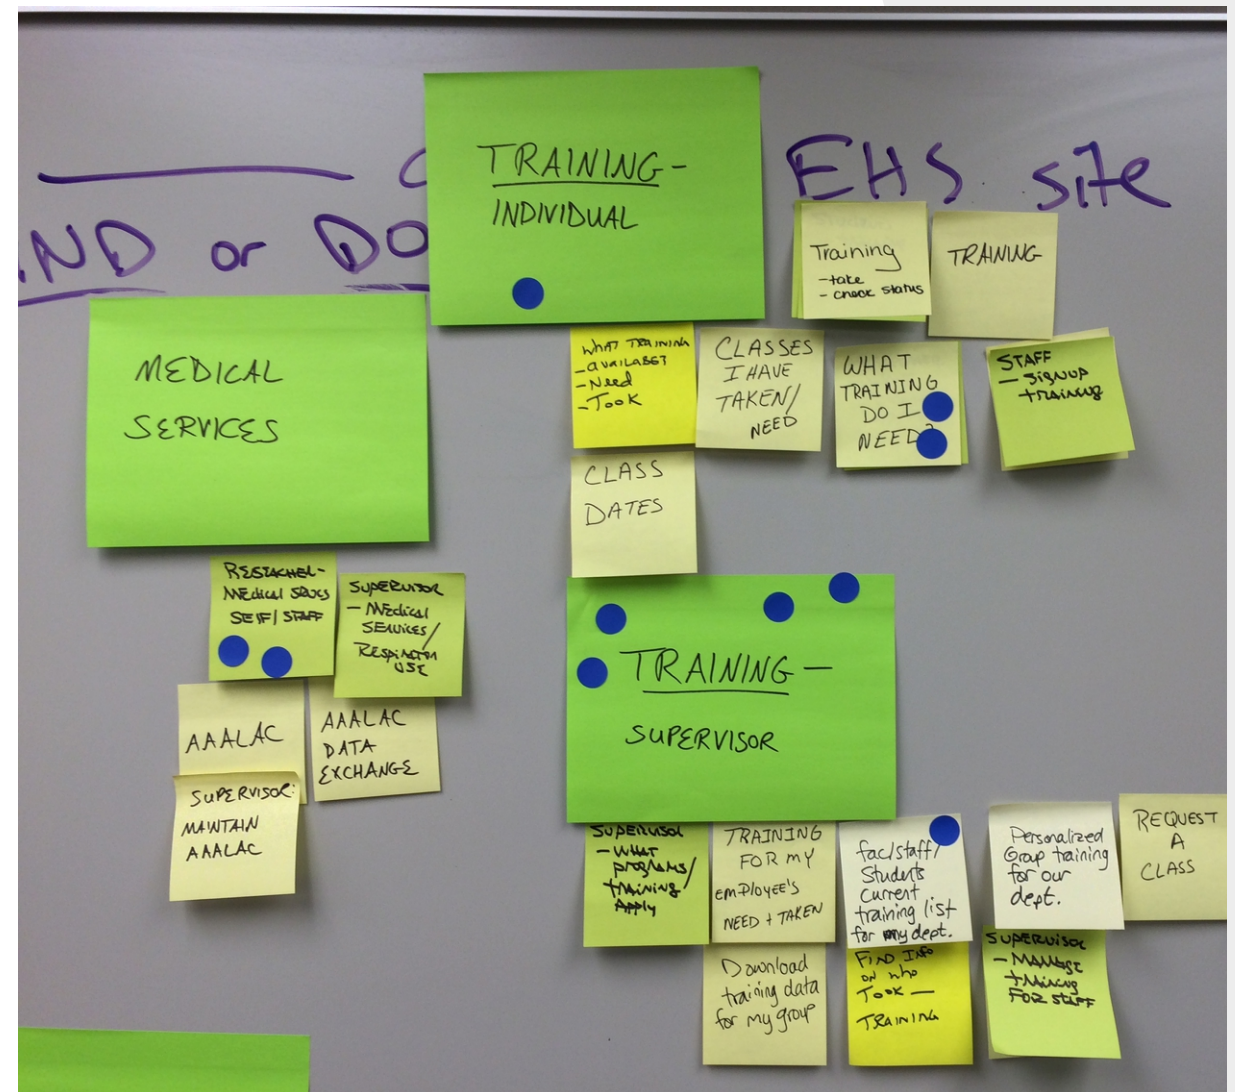 TRAINING-
INDIVIDUAL
EHS site
IND or DO
Training
-take
- check status
TRAINING
MEDICAL
SERVICES
WHAT TRAINING
- available?
- Need
- Took
CLASSES
I HAVE
TAKEN/
NEED
WHAT
TRAINING
DO I
NEED?
STAFF
- signup
training
CLASS
DATES
Medical SRVCS
SELF/STAFF
SUPERVISOR
- Medical
SERVICES/
USE
AAALAC
AAALAC
DATA
EXCHANGE
SUPERVISOR:
MAINTAIN
AAALAC
TRAINING-
SUPERVISOR
SUPERVISOR
- WHAT
programs/
training
Apply
TRAINING
FOR MY
EMPLOYEE'S
NEED + TAKEN
fac/staff/
Students
current
training list
for my dept.
Personalized
Group training
for our
dept.
REQUEST
A
CLASS
Download
training data
for my group
FIND INFO
ON WHO
TOOK —
TRAINING
SUPERVISOR
- MANAGE
training
FOR STAFF